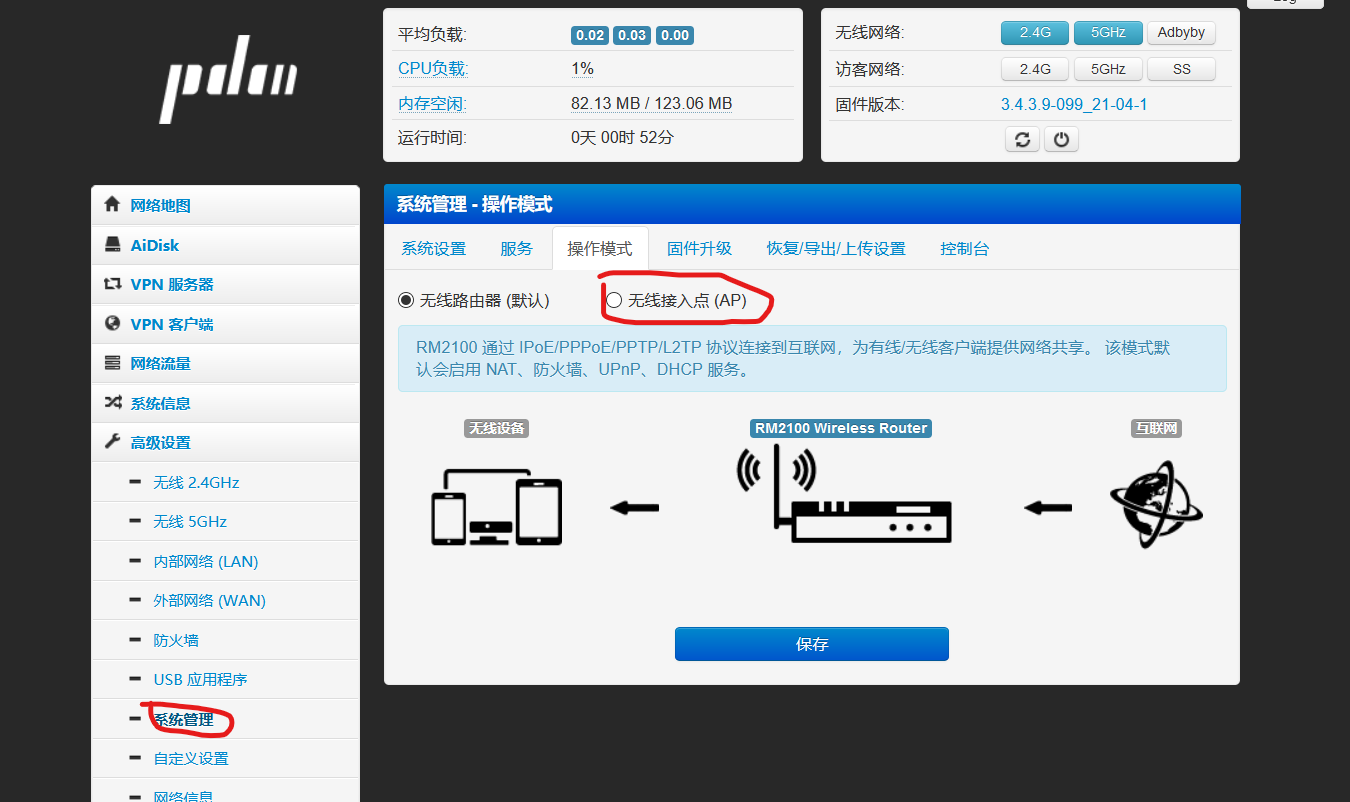 pdcn
平均负载: 0.02 0.03 0.00
CPU负载: 1%
内存空闲: 82.13 MB / 123.06 MB
运行时间: 0天 00时 52分
无线网络: 2.4G 5GHz Adbyby
访客网络: 2.4G 5GHz SS
固件版本: 3.4.3.9-099_21-04-1
网络地图
AiDisk
VPN 服务器
VPN 客户端
网络流量
系统信息
高级设置
无线 2.4GHz
无线 5GHz
内部网络 (LAN)
外部网络 (WAN)
防火墙
USB 应用程序
系统管理
自定义设置
网络信息
系统管理 - 操作模式
系统设置 服务 操作模式 固件升级 恢复/导出/上传设置 控制台
无线路由器 (默认) 无线接入点 (AP)
RM2100 通过 IPoE/PPPoE/PPTP/L2TP 协议连接到互联网，为有线/无线客户端提供网络共享。 该模式默
认会启用 NAT、防火墙、UPnP、DHCP 服务。
无线设备 RM2100 Wireless Router 互联网
保存